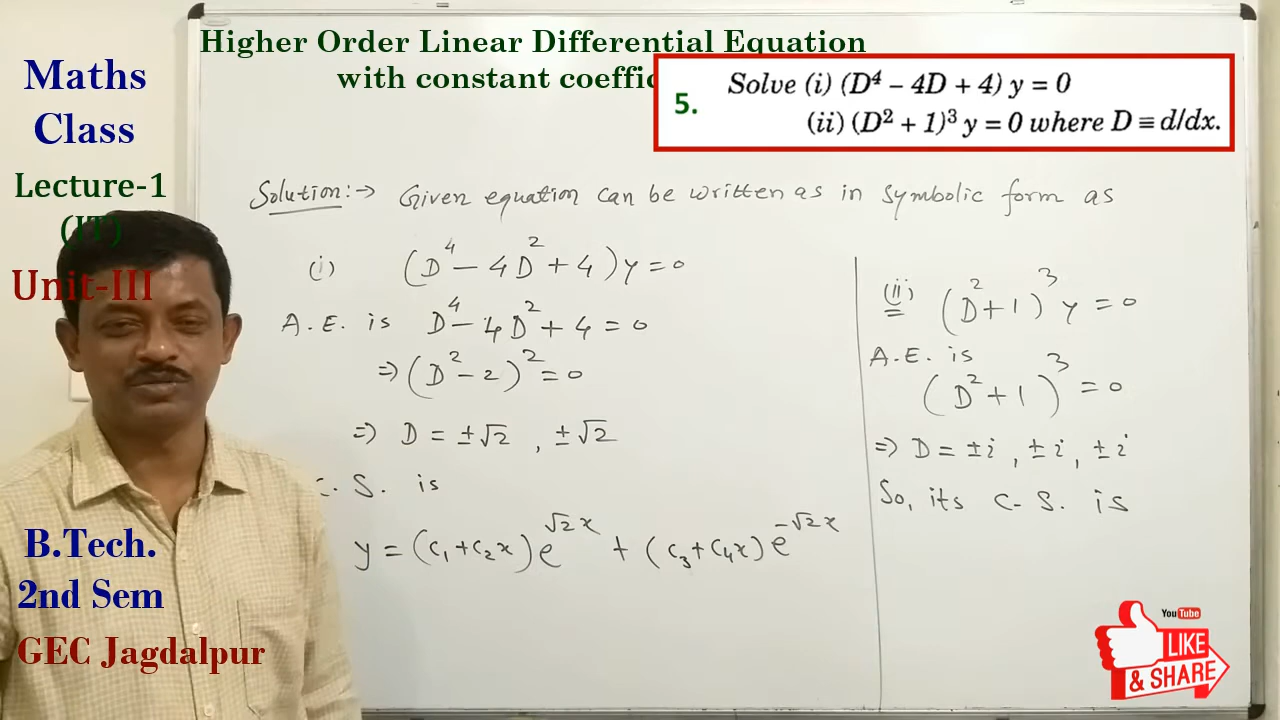 Higher Order Linear Differential Equation
with constant coeffic
Maths
Class
Lecture-1
(IT)
Unit-III
B.Tech.
2nd Sem
GEC Jagdalpur
5. Solve (i) (D⁴ – 4D + 4) y = 0
(ii) (D² + 1)³ y = 0 where D ≡ d/dx.
Solution:→ Given equation can be written as in symbolic form as
(i) (D⁴ – 4D² + 4) y = 0
A.E. is D⁴ – 4D² + 4 = 0
⇒ (D² – 2)² = 0
⇒ D = ±√2 , ±√2
C. S. is
y = (c₁ + c₂x) e^√2x + (c₃ + c₄x) e^-√2x
(ii) (D² + 1)³ y = 0
A.E. is
(D² + 1)³ = 0
⇒ D = ±i , ±i , ±i
So, its C. S. is
YouTube
LIKE
& SHARE